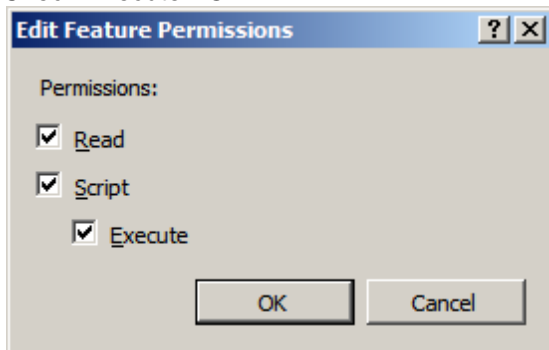 Edit Feature Permissions
Permissions:
Read
Script
Execute
OK Cancel